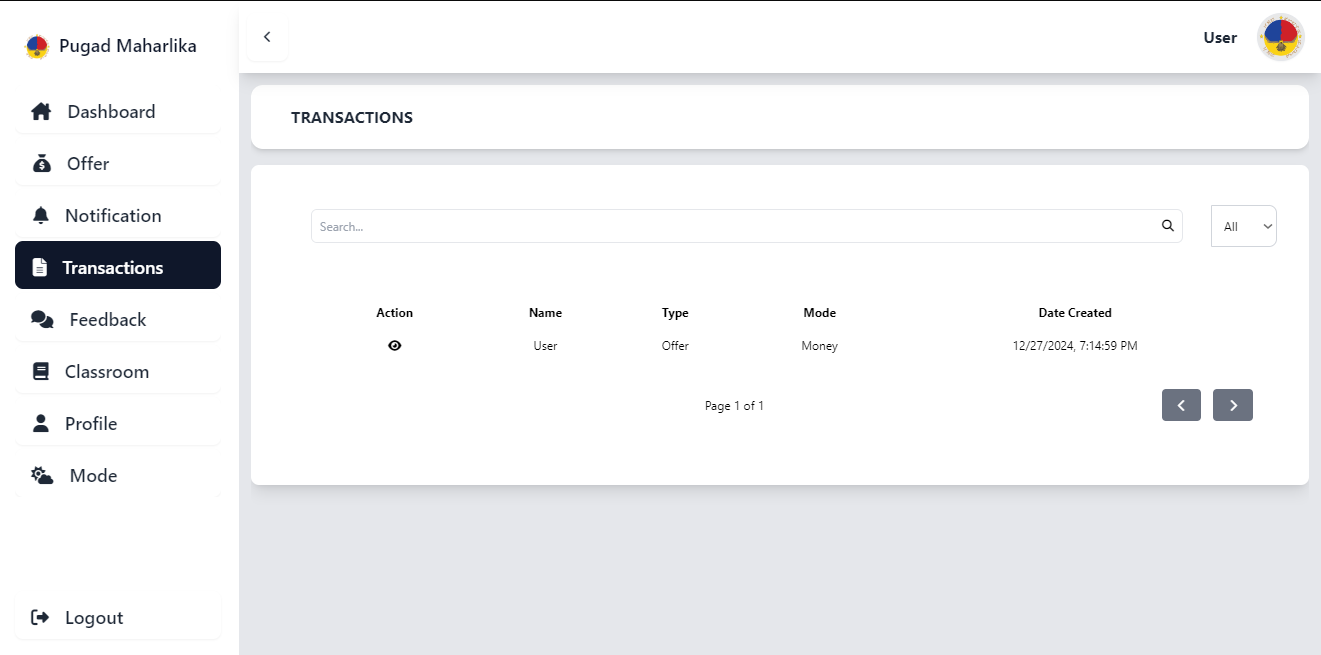 Pugad Maharlika
User
Dashboard
Offer
Notification
Transactions
Feedback
Classroom
Profile
Mode
Logout
TRANSACTIONS
Search...
All
Action Name Type Mode Date Created
User Offer Money 12/27/2024, 7:14:59 PM
Page 1 of 1